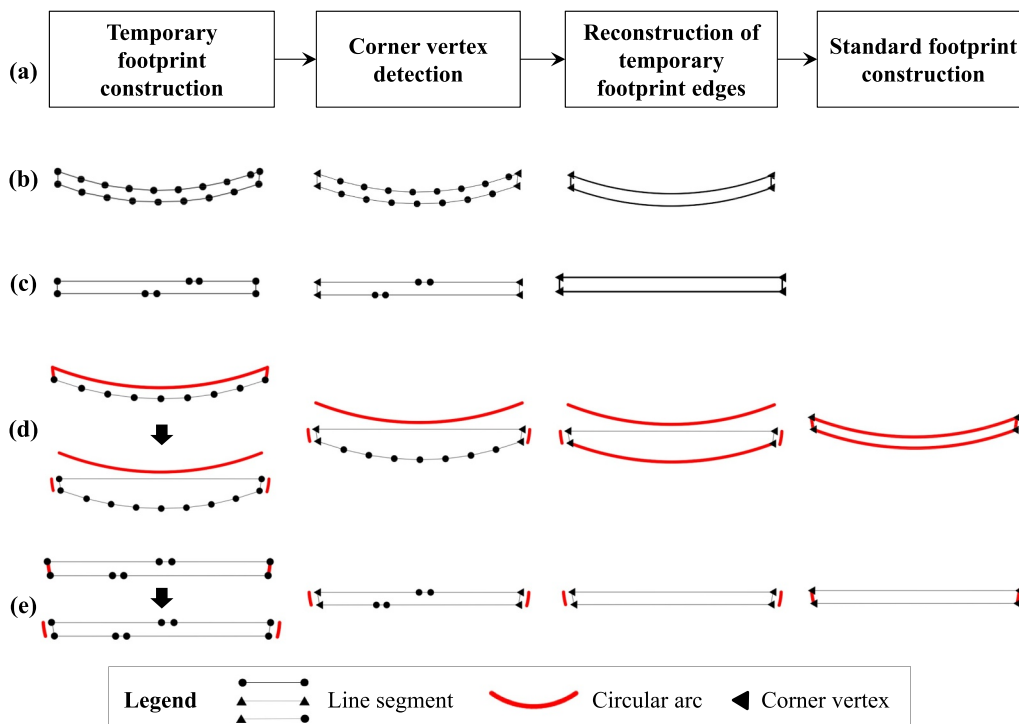 (a)
Temporary
footprint
construction
Corner vertex
detection
Reconstruction of
temporary
footprint edges
Standard footprint
construction
(b)
(c)
(d)
(e)
Legend
Line segment
Circular arc
Corner vertex